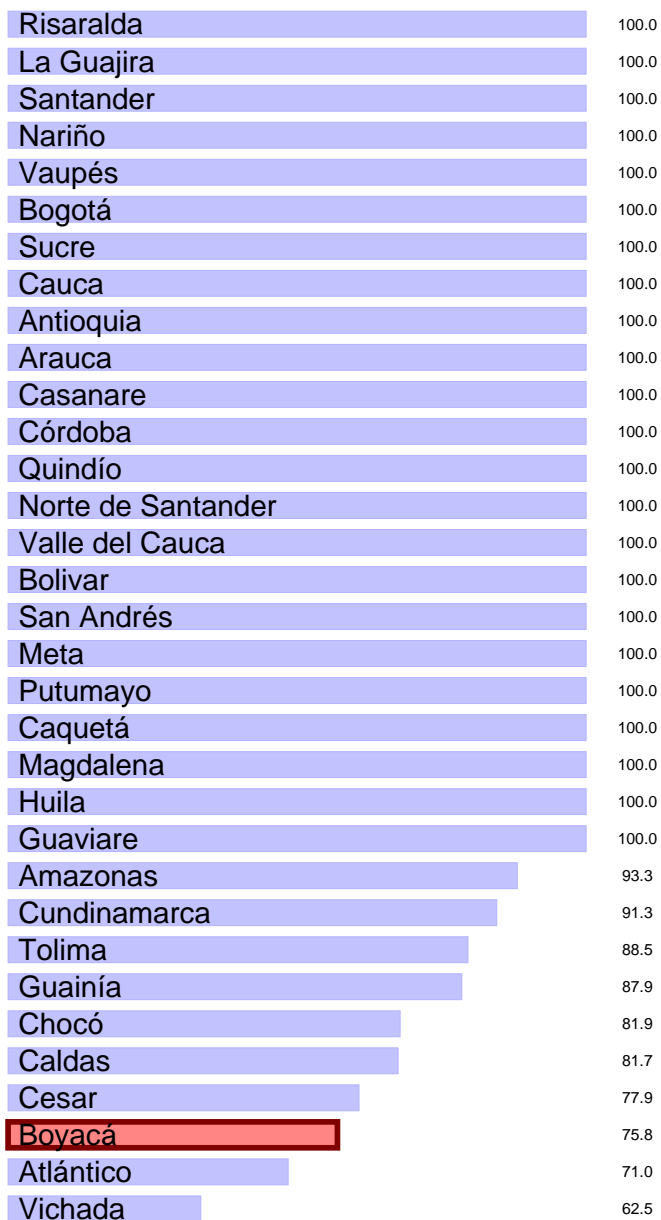 Risaralda 100.0
La Guajira 100.0
Santander 100.0
Nariño 100.0
Vaupés 100.0
Bogotá 100.0
Sucre 100.0
Cauca 100.0
Antioquia 100.0
Arauca 100.0
Casanare 100.0
Córdoba 100.0
Quindío 100.0
Norte de Santander 100.0
Valle del Cauca 100.0
Bolivar 100.0
San Andrés 100.0
Meta 100.0
Putumayo 100.0
Caquetá 100.0
Magdalena 100.0
Huila 100.0
Guaviare 100.0
Amazonas 93.3
Cundinamarca 91.3
Tolima 88.5
Guainía 87.9
Chocó 81.9
Caldas 81.7
Cesar 77.9
Boyacá 75.8
Atlántico 71.0
Vichada 62.5